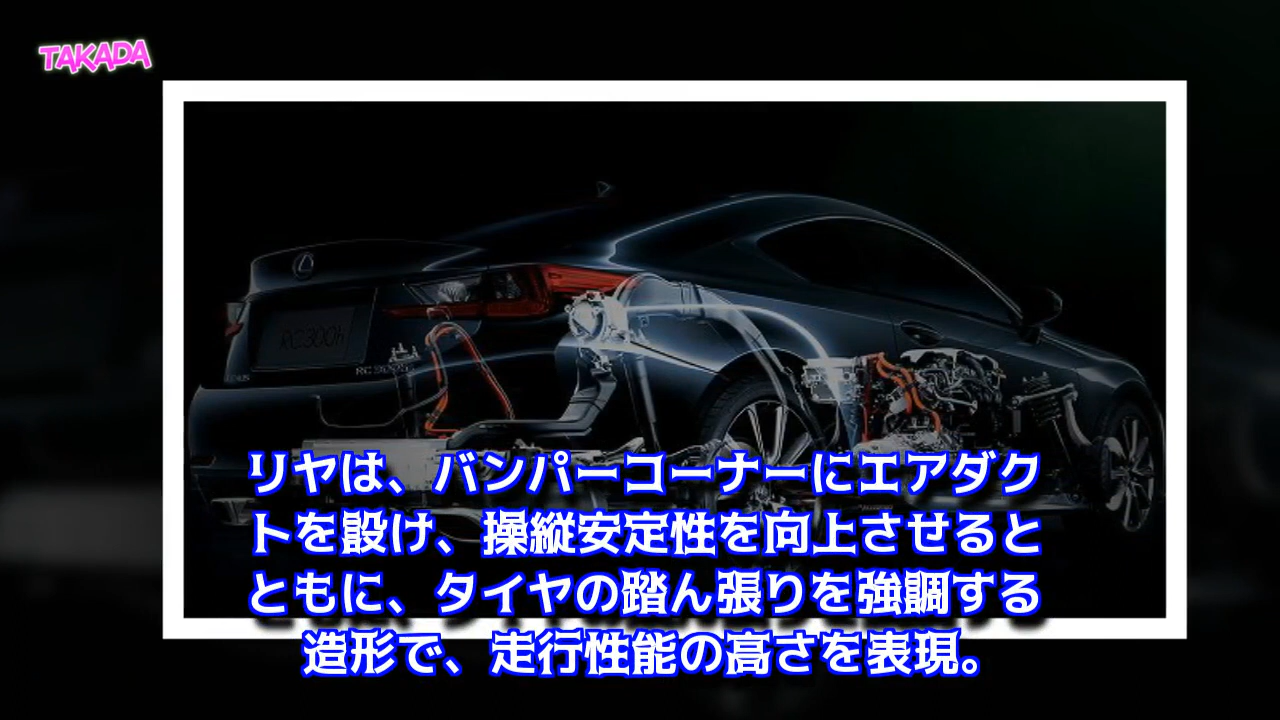 TAKADA
RC300h
RC 300h
リヤは、バンパーコーナーにエアダク
トを設け、操縦安定性を向上させると
ともに、タイヤの踏ん張りを強調する
造形で、走行性能の高さを表現。